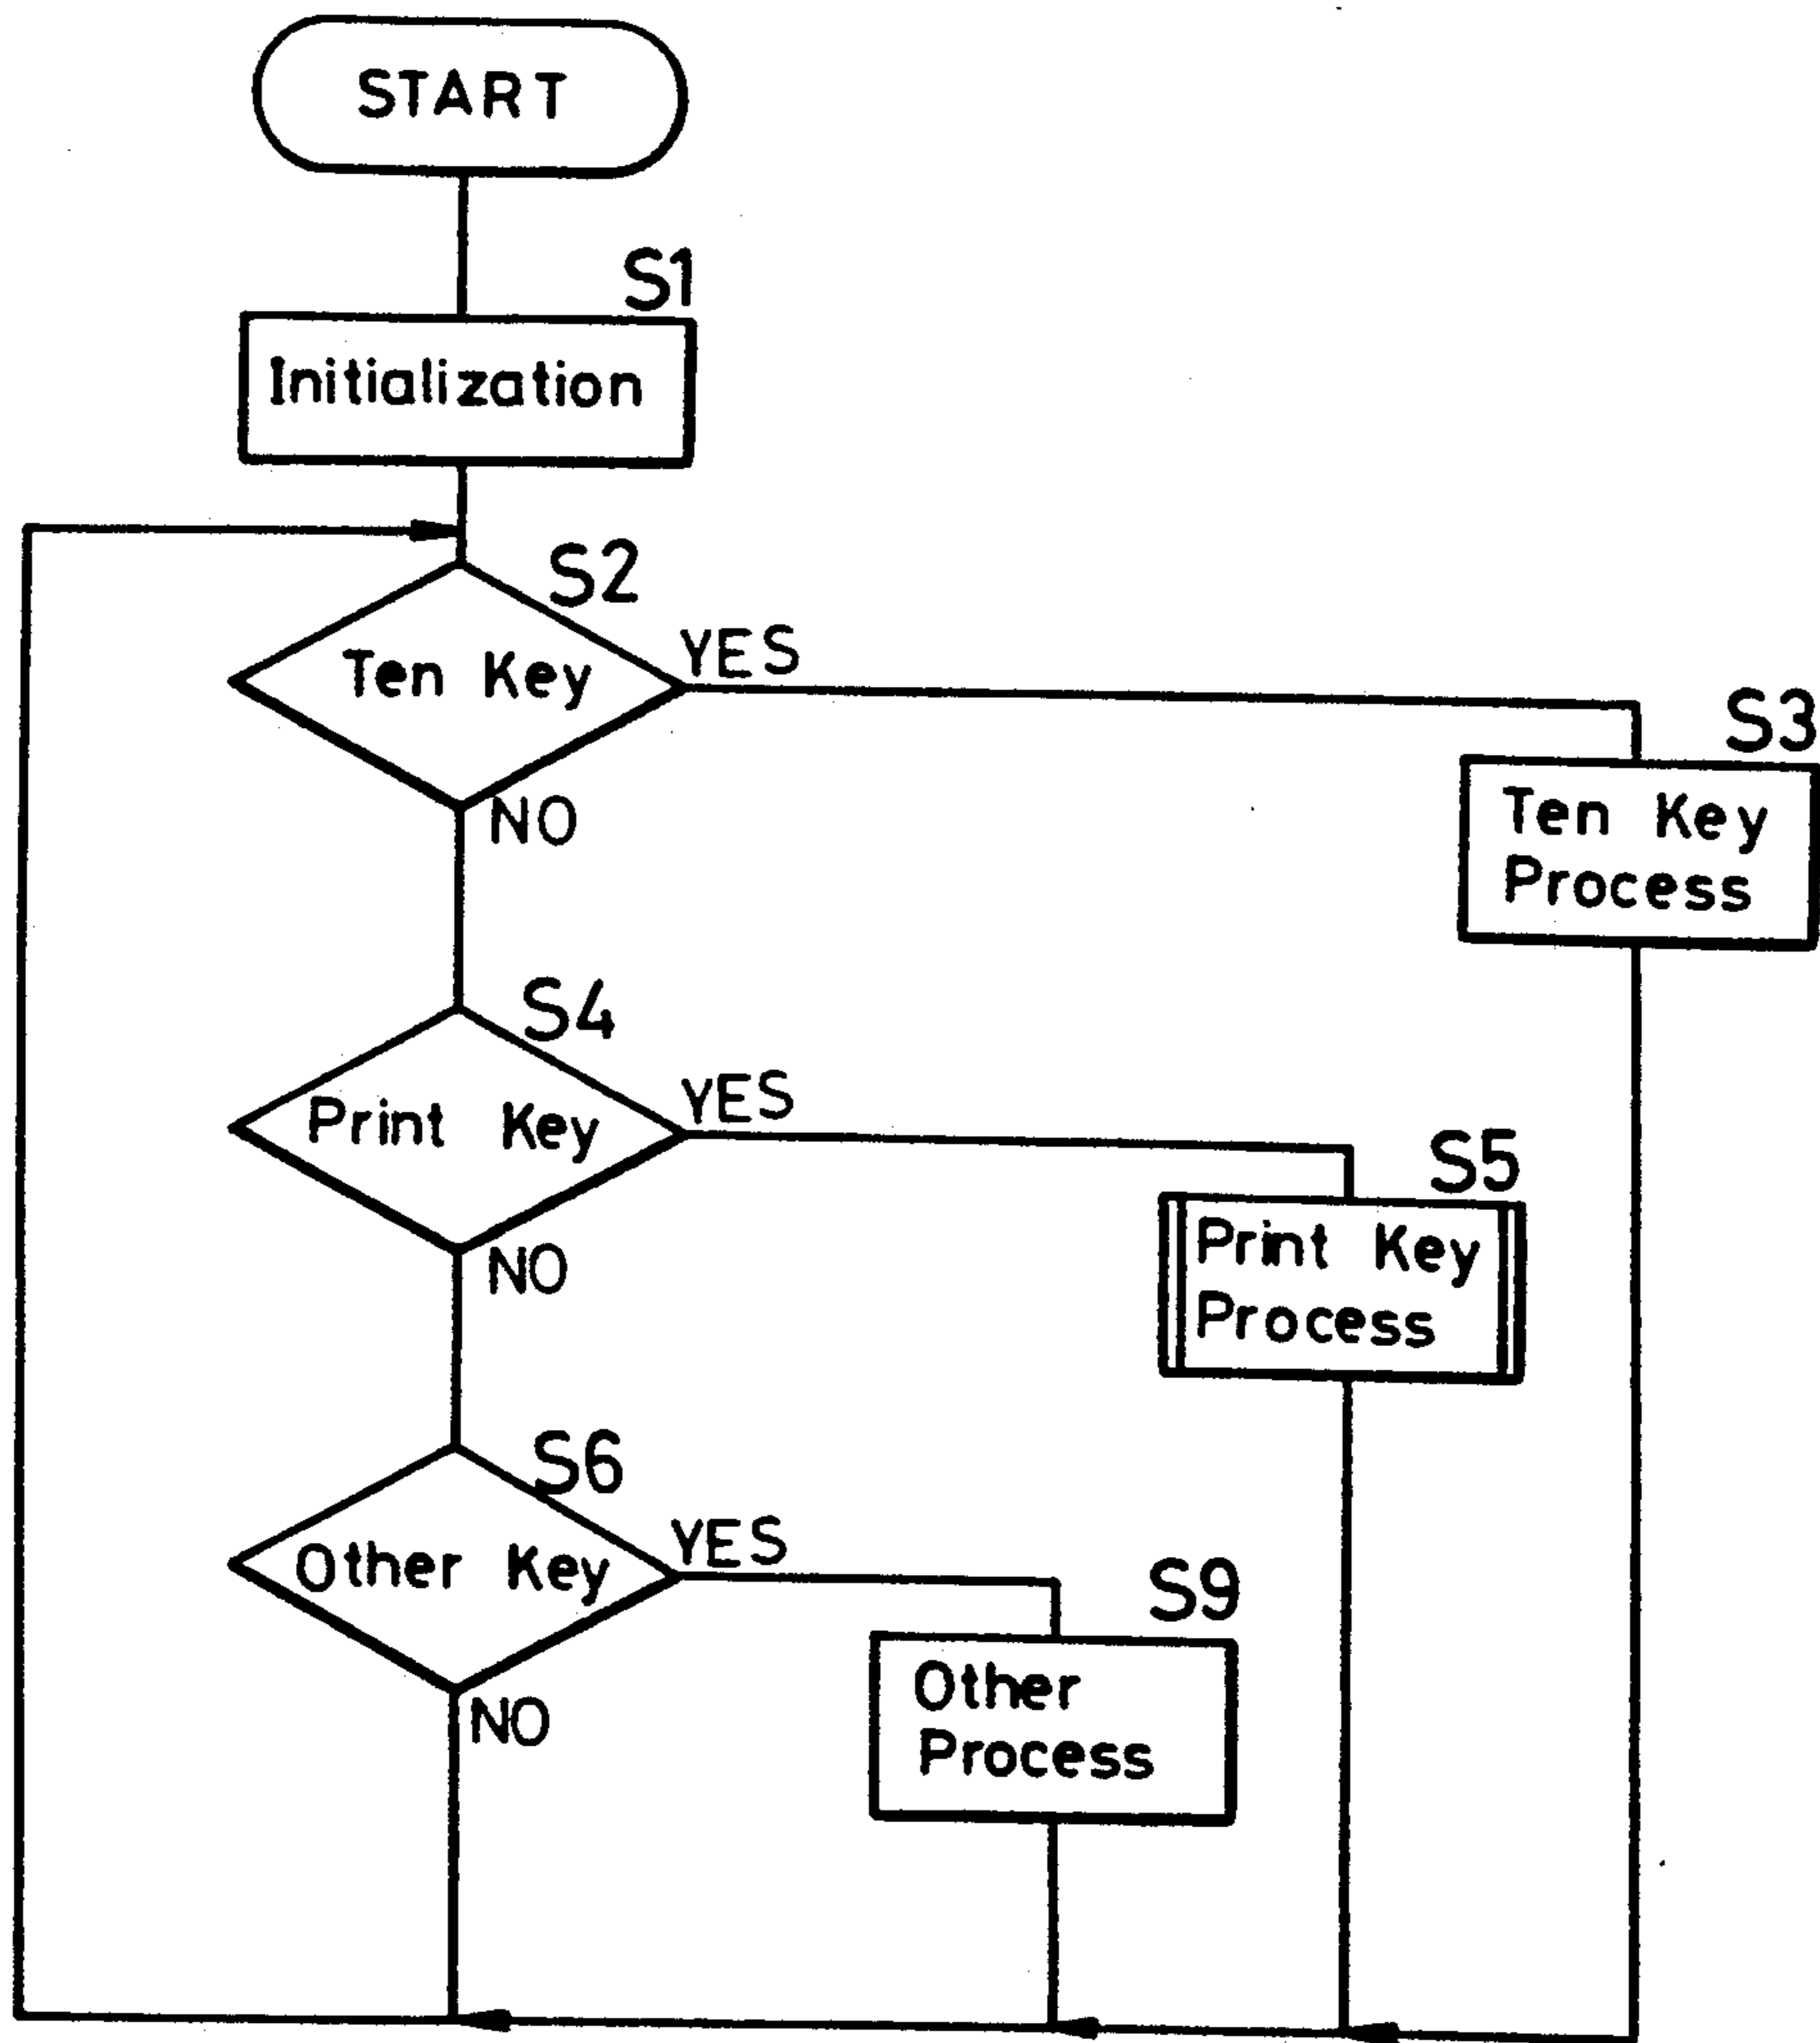 START
S1
Initialization
S2
Ten Key
YES
NO
S3
Ten Key
Process
S4
Print Key
YES
NO
S5
Print Key
Process
S6
Other Key
YES
NO
S9
Other
Process